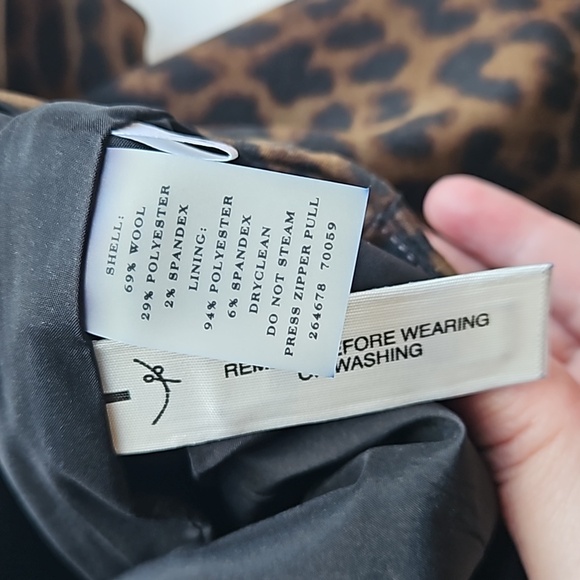 SHELL:
69% WOOL
29% POLYESTER
2% SPANDEX
LINING:
94% POLYESTER
6% SPANDEX
DRYCLEAN
DO NOT STEAM
PRESS ZIPPER PULL
264678 70059
EFORE WEARING
WASHING